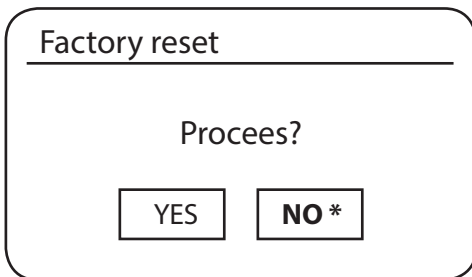 Factory reset
Procees?
YES NO *